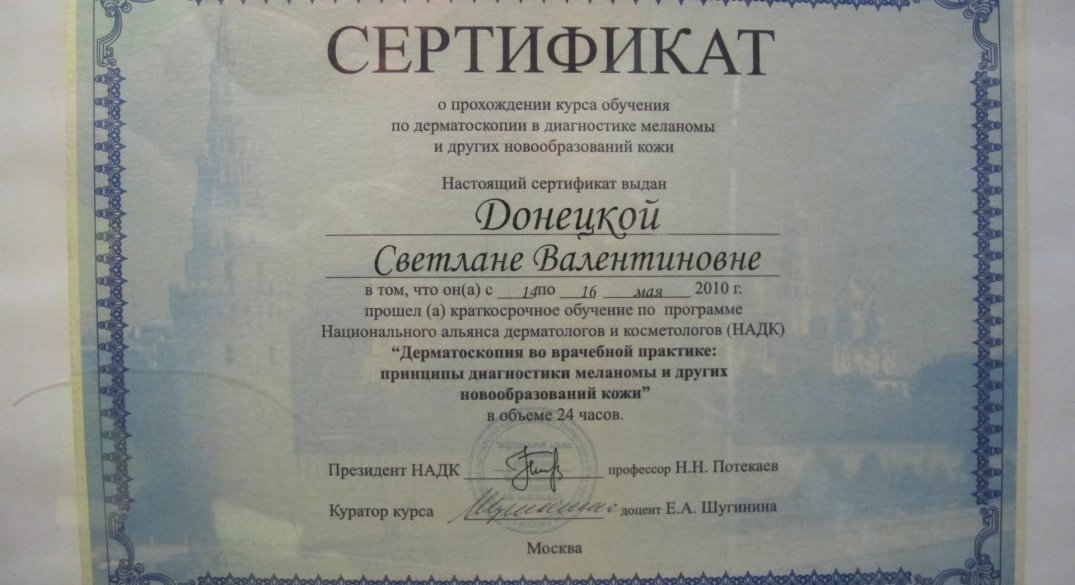 СЕРТИФИКАТ
о прохождении курса обучения
по дерматоскопии в диагностике меланомы
и других новообразований кожи
Настоящий сертификат выдан
Донецкой
Светлане Валентиновне
в том, что он(а) с 14 по 16 мая 2010 г.
прошел (а) краткосрочное обучение по программе
Национального альянса дерматологов и косметологов (НАДК)
“Дерматоскопия во врачебной практике:
принципы диагностики меланомы и других
новообразований кожи”
в объеме 24 часов.
Президент НАДК профессор Н.Н. Потекаев
Куратор курса доцент Е.А. Шугинина
Москва